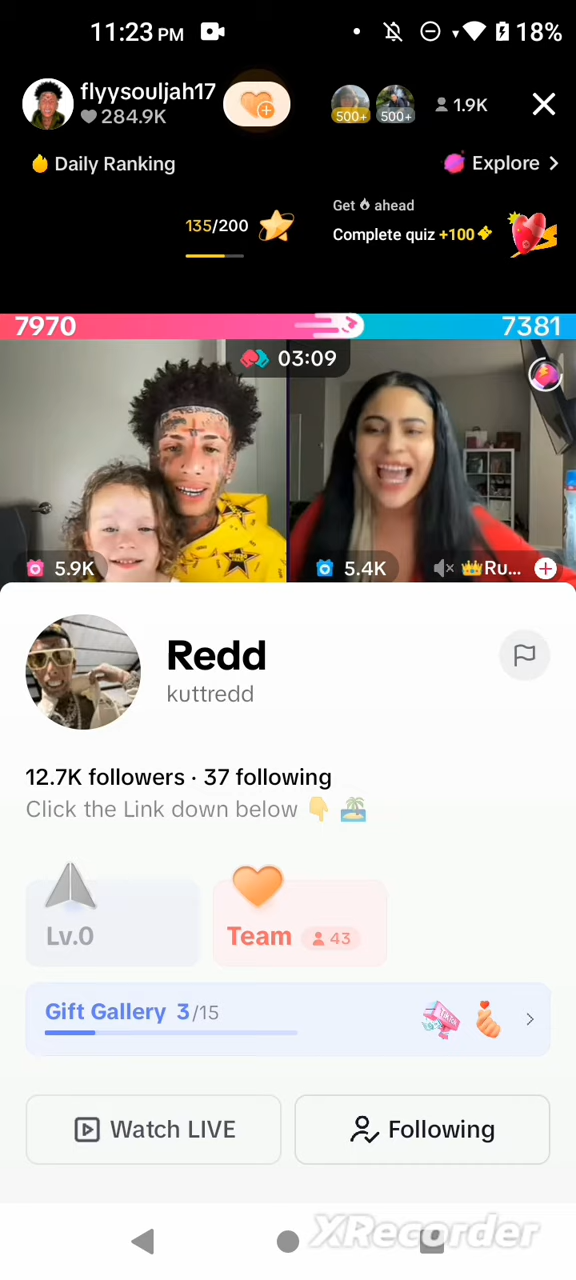 11:23 PM
18%
flyysouljah17
284.9K
500+
500+
1.9K
Daily Ranking
Explore >
135/200
Get ahead
Complete quiz +100
7970
7381
03:09
5.9K
5.4K
Ru...
Redd
kuttredd
12.7K followers · 37 following
Click the Link down below 👇 🏝️
Lv.0
Team 43
Gift Gallery 3/15
Watch LIVE
Following
XRecorder